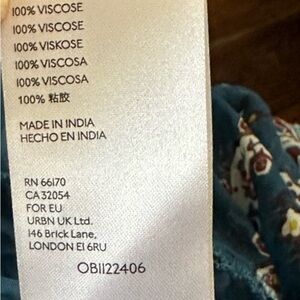 100% VISCOSE
100% VISCOSE
100% VISKOSE
100% VISCOSA
100% VISCOSA
100% 粘胶
MADE IN INDIA
HECHO EN INDIA
RN 66170
CA 32054
FOR EU
URBN UK Ltd.
146 Brick Lane,
LONDON E1 6RU
OB1122406